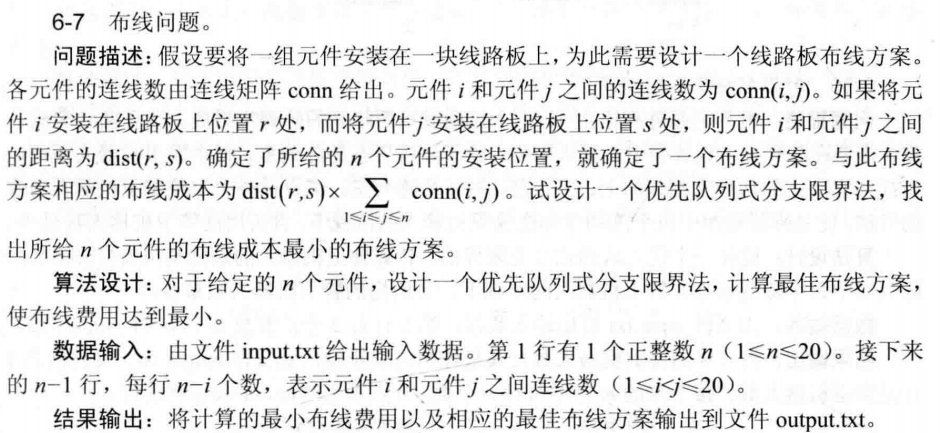 6-7 布线问题。
问题描述：假设要将一组元件安装在一块线路板上，为此需要设计一个线路板布线方案。
各元件的连线数由连线矩阵 conn 给出。元件 i 和元件 j 之间的连线数为 conn(i, j)。如果将元
件 i 安装在线路板上位置 r 处，而将元件 j 安装在线路板上位置 s 处，则元件 i 和元件 j 之间
的距离为 dist(r, s)。确定了所给的 n 个元件的安装位置，就确定了一个布线方案。与此布线
方案相应的布线成本为 dist(r,s)× ∑ conn(i, j)。试设计一个优先队列式分支限界法，找
1≤i≤j≤n
出所给 n 个元件的布线成本最小的布线方案。
算法设计：对于给定的 n 个元件，设计一个优先队列式分支限界法，计算最佳布线方案，
使布线费用达到最小。
数据输入：由文件 input.txt 给出输入数据。第 1 行有 1 个正整数 n（1≤n≤20）。接下来
的 n−1 行，每行 n−i 个数，表示元件 i 和元件 j 之间连线数（1≤i<j≤20）。
结果输出：将计算的最小布线费用以及相应的最佳布线方案输出到文件 output.txt。